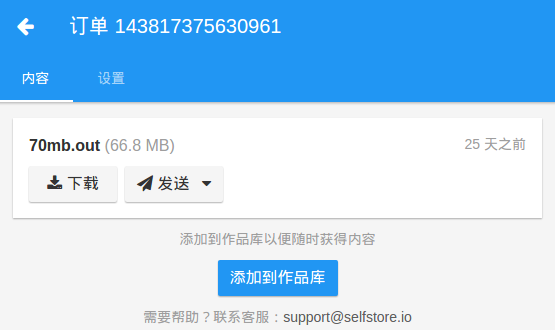 订单 143817375630961
内容 设置
70mb.out (66.8 MB) 25 天之前
下载 发送
添加到作品库以便随时获得内容
添加到作品库
需要帮助？联系客服：support@selfstore.io